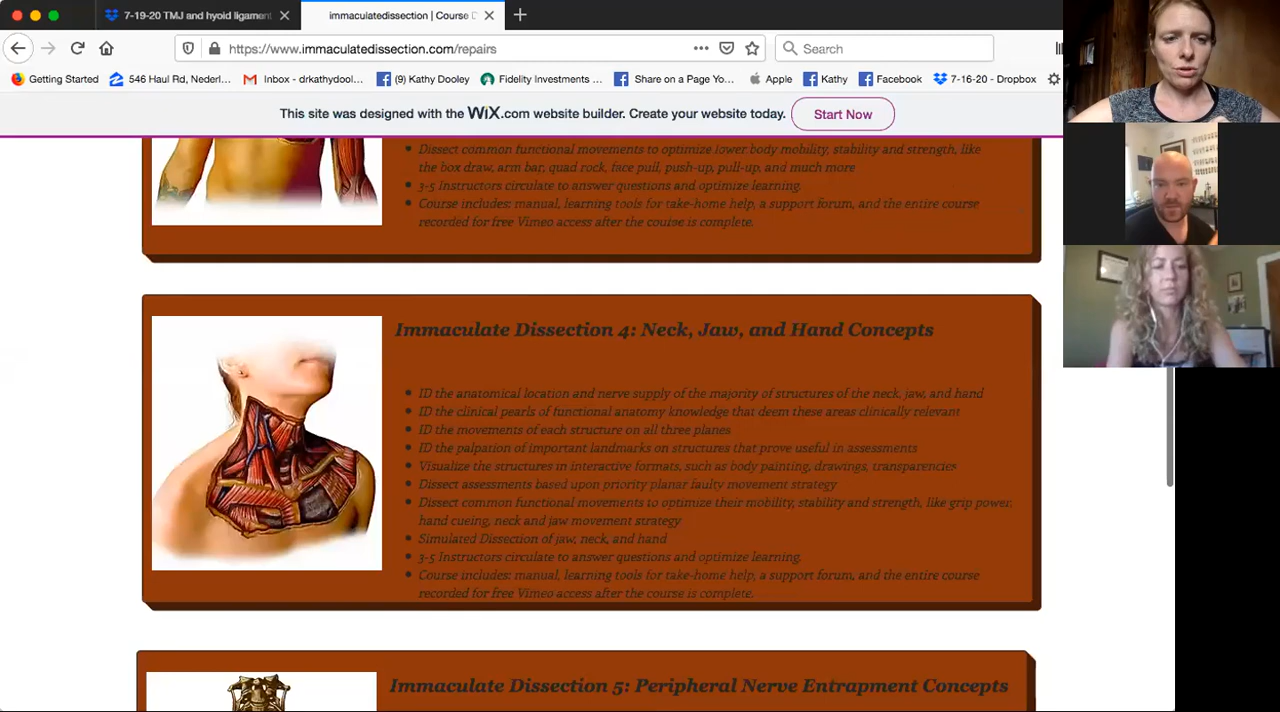 7-19-20 TMJ and hyoid ligament
immaculatedissection | Course D
https://www.immaculatedissection.com/repairs
Search
Getting Started
546 Haul Rd, Nederl...
Inbox - drkathydool...
(9) Kathy Dooley
Fidelity Investments ...
Share on a Page Yo...
Apple
Kathy
Facebook
7-16-20 - Dropbox
This site was designed with the WiX.com website builder. Create your website today.
Start Now
Dissect common functional movements to optimize lower body mobility, stability and strength, like
the box draw, arm bar, quad rock, face pull, push-up, pull-up, and much more
3-5 Instructors circulate to answer questions and optimize learning.
Course includes: manual, learning tools for take-home help, a support forum, and the entire course
recorded for free Vimeo access after the course is complete.
Immaculate Dissection 4: Neck, Jaw, and Hand Concepts
ID the anatomical location and nerve supply of the majority of structures of the neck, jaw, and hand
ID the clinical pearls of functional anatomy knowledge that deem these areas clinically relevant
ID the movements of each structure on all three planes
ID the palpation of important landmarks on structures that prove useful in assessments
Visualize the structures in interactive formats, such as body painting, drawings, transparencies
Dissect assessments based upon priority planar faulty movement strategy
Dissect common functional movements to optimize their mobility, stability and strength, like grip power,
hand cueing, neck and jaw movement strategy
Simulated Dissection of jaw, neck, and hand
3-5 Instructors circulate to answer questions and optimize learning.
Course includes: manual, learning tools for take-home help, a support forum, and the entire course
recorded for free Vimeo access after the course is complete.
Immaculate Dissection 5: Peripheral Nerve Entrapment Concepts